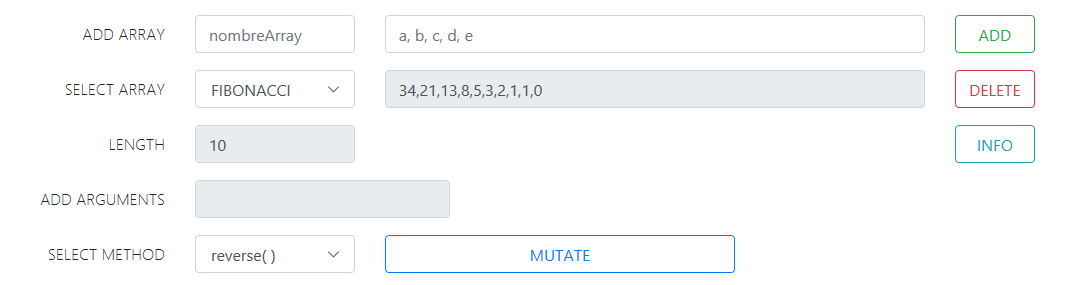 ADD ARRAY nombreArray a, b, c, d, e ADD
SELECT ARRAY FIBONACCI 34,21,13,8,5,3,2,1,1,0 DELETE
LENGTH 10 INFO
ADD ARGUMENTS
SELECT METHOD reverse( ) MUTATE